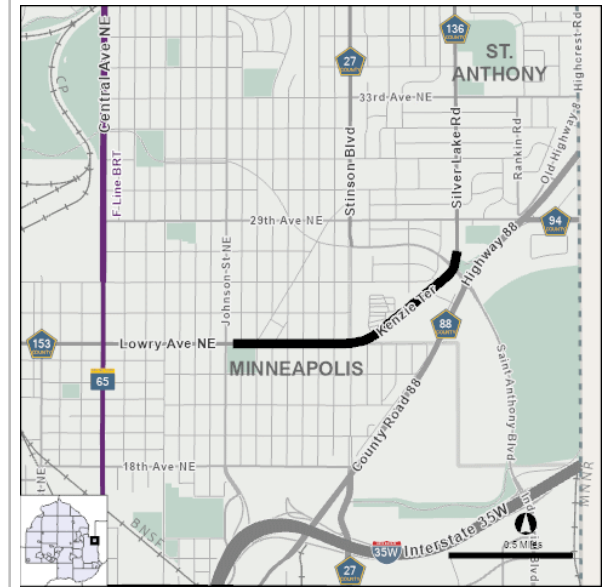 136
COUNTY
27
COUNTY
ST.
ANTHONY
Highcrest Rd
CP
Central Ave NE
33rd Ave NE
Stinson Blvd
Silver Lake Rd
Rankin Rd
Old Highway 8
F Line BRT
29th Ave NE
94
COUNTY
Highway 88
Johnson St NE
Kenzie Ter
88
COUNTY
153
COUNTY
Lowry Ave NE
MINNEAPOLIS
65
County Road 88
Saint Anthony Blvd
18th Ave NE
t NE
MNNR
BNSF
Interstate 35W
35W
0.5 Miles
27
COUNTY